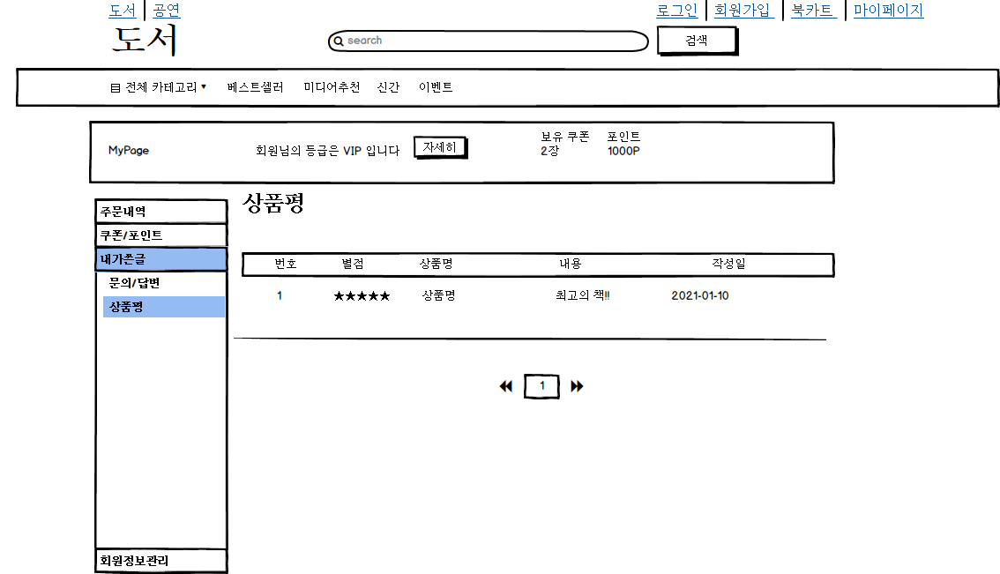 도서 공연 로그인 회원가입 북카트 마이페이지
도서 search 검색
전체 카테고리 베스트셀러 미디어추천 신간 이벤트
MyPage 회원님의 등급은 VIP 입니다 자세히
보유 쿠폰 포인트
2장 1000P
상품평
주문내역
쿠폰/포인트
내가쓴글
문의/답변
상품평
회원정보관리
번호 별점 상품명 내용 작성일
1 ★★★★★ 상품명 최고의 책!! 2021-01-10
1